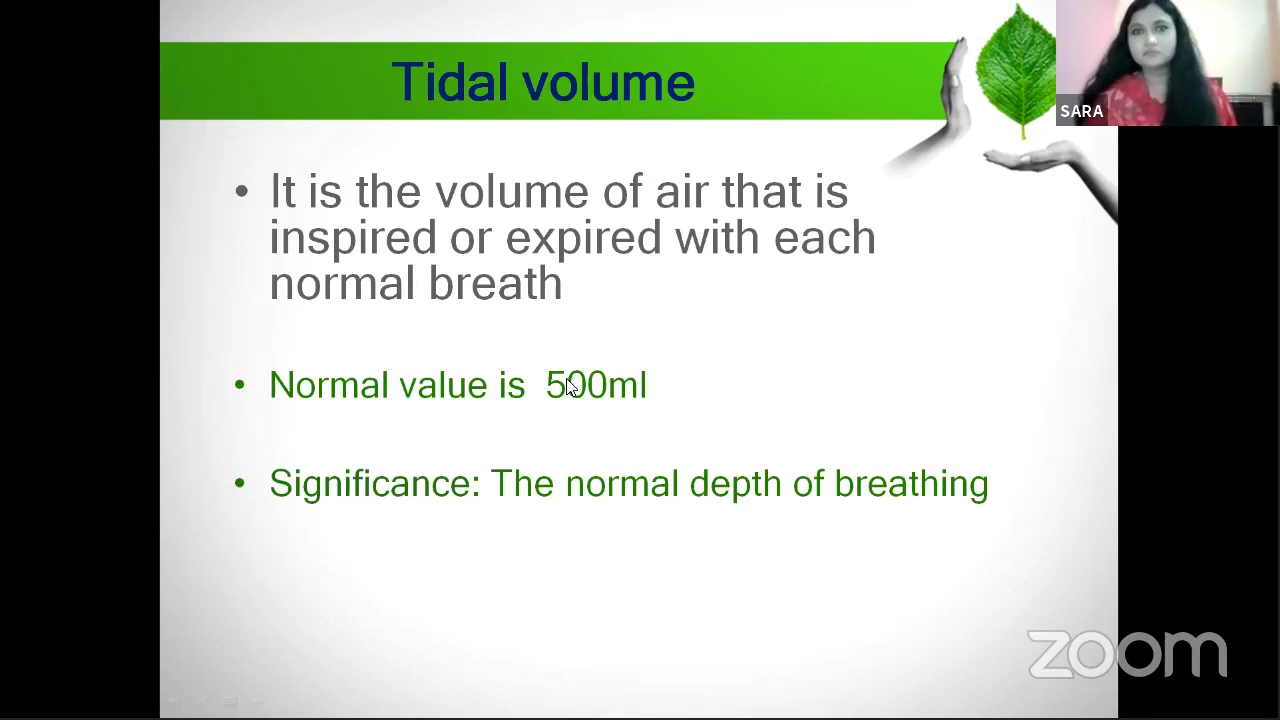 Tidal volume
SARA
• It is the volume of air that is
inspired or expired with each
normal breath
• Normal value is 500ml
• Significance: The normal depth of breathing
zoom